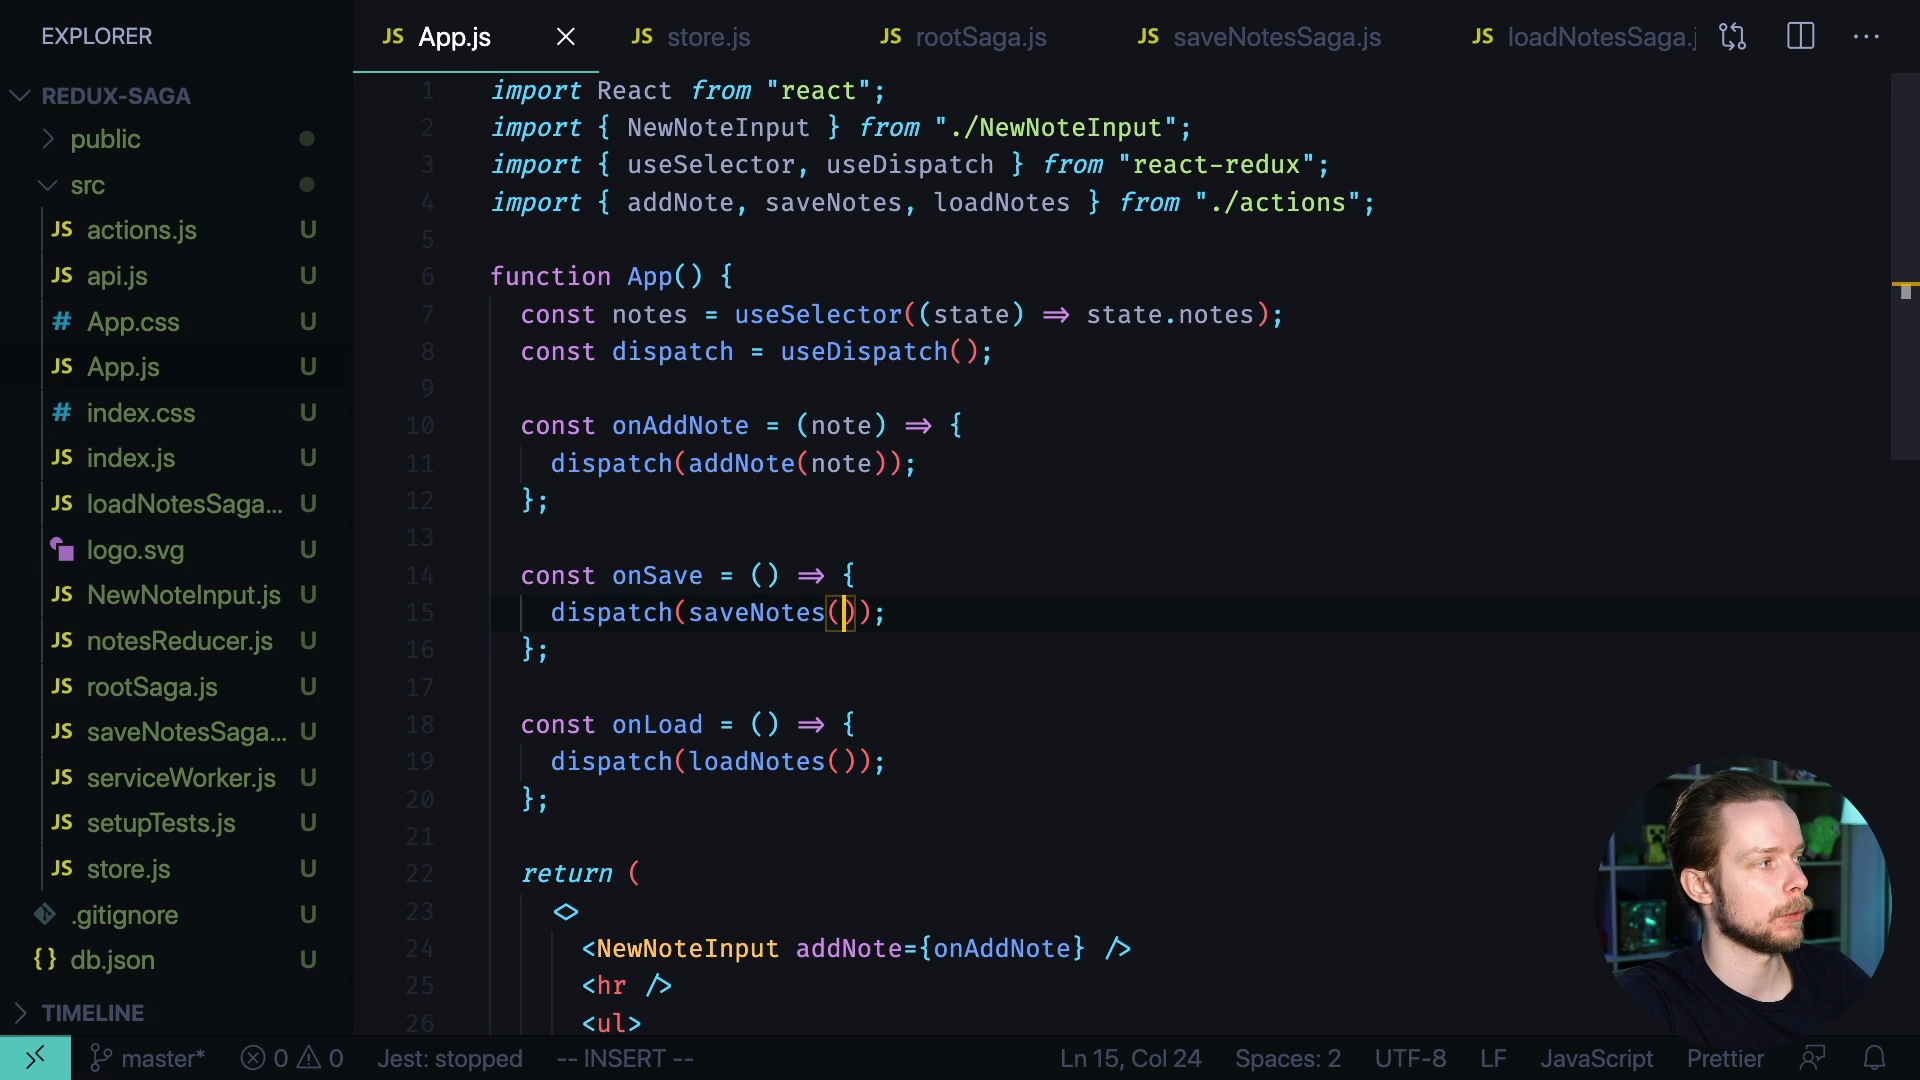 EXPLORER
REDUX-SAGA
public
src
JS actions.js U
JS api.js U
# App.css U
JS App.js U
# index.css U
JS index.js U
JS loadNotesSaga... U
logo.svg U
JS NewNoteInput.js U
JS notesReducer.js U
JS rootSaga.js U
JS saveNotesSaga... U
JS serviceWorker.js U
JS setupTests.js U
JS store.js U
.gitignore U
{} db.json U
TIMELINE
JS App.js
JS store.js
JS rootSaga.js
JS saveNotesSaga.js
JS loadNotesSaga.j
1 import React from "react";
2 import { NewNoteInput } from "./NewNoteInput";
3 import { useSelector, useDispatch } from "react-redux";
4 import { addNote, saveNotes, loadNotes } from "./actions";
5
6 function App() {
7 const notes = useSelector((state) => state.notes);
8 const dispatch = useDispatch();
9
10 const onAddNote = (note) => {
11 dispatch(addNote(note));
12 };
13
14 const onSave = () => {
15 dispatch(saveNotes());
16 };
17
18 const onLoad = () => {
19 dispatch(loadNotes());
20 };
21
22 return (
23 <>
24 <NewNoteInput addNote={onAddNote} />
25 <hr />
26 <ul>
master* 0 0 Jest: stopped -- INSERT -- Ln 15, Col 24 Spaces: 2 UTF-8 LF JavaScript Prettier